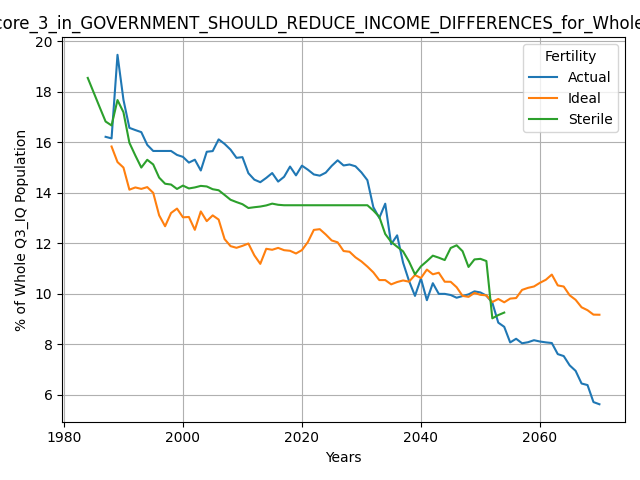 core_3_in_GOVERNMENT_SHOULD_REDUCE_INCOME_DIFFERENCES_for_Whole
% of Whole Q3_IQ Population
20
18
16
14
12
10
8
6
Fertility
Actual
Ideal
Sterile
1980
2000
2020
2040
2060
Years